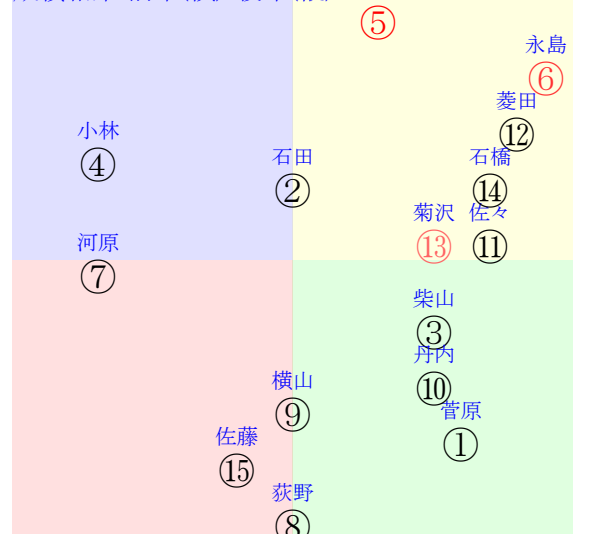 ⑤
永島
⑥
菱田
⑫
小林
④
石田
②
石橋
⑭
菊沢
⑬
佐々
⑪
河原
⑦
柴山
③
丹内
⑩
横山
⑨
菅原
①
佐藤
⑮
荻野
⑧